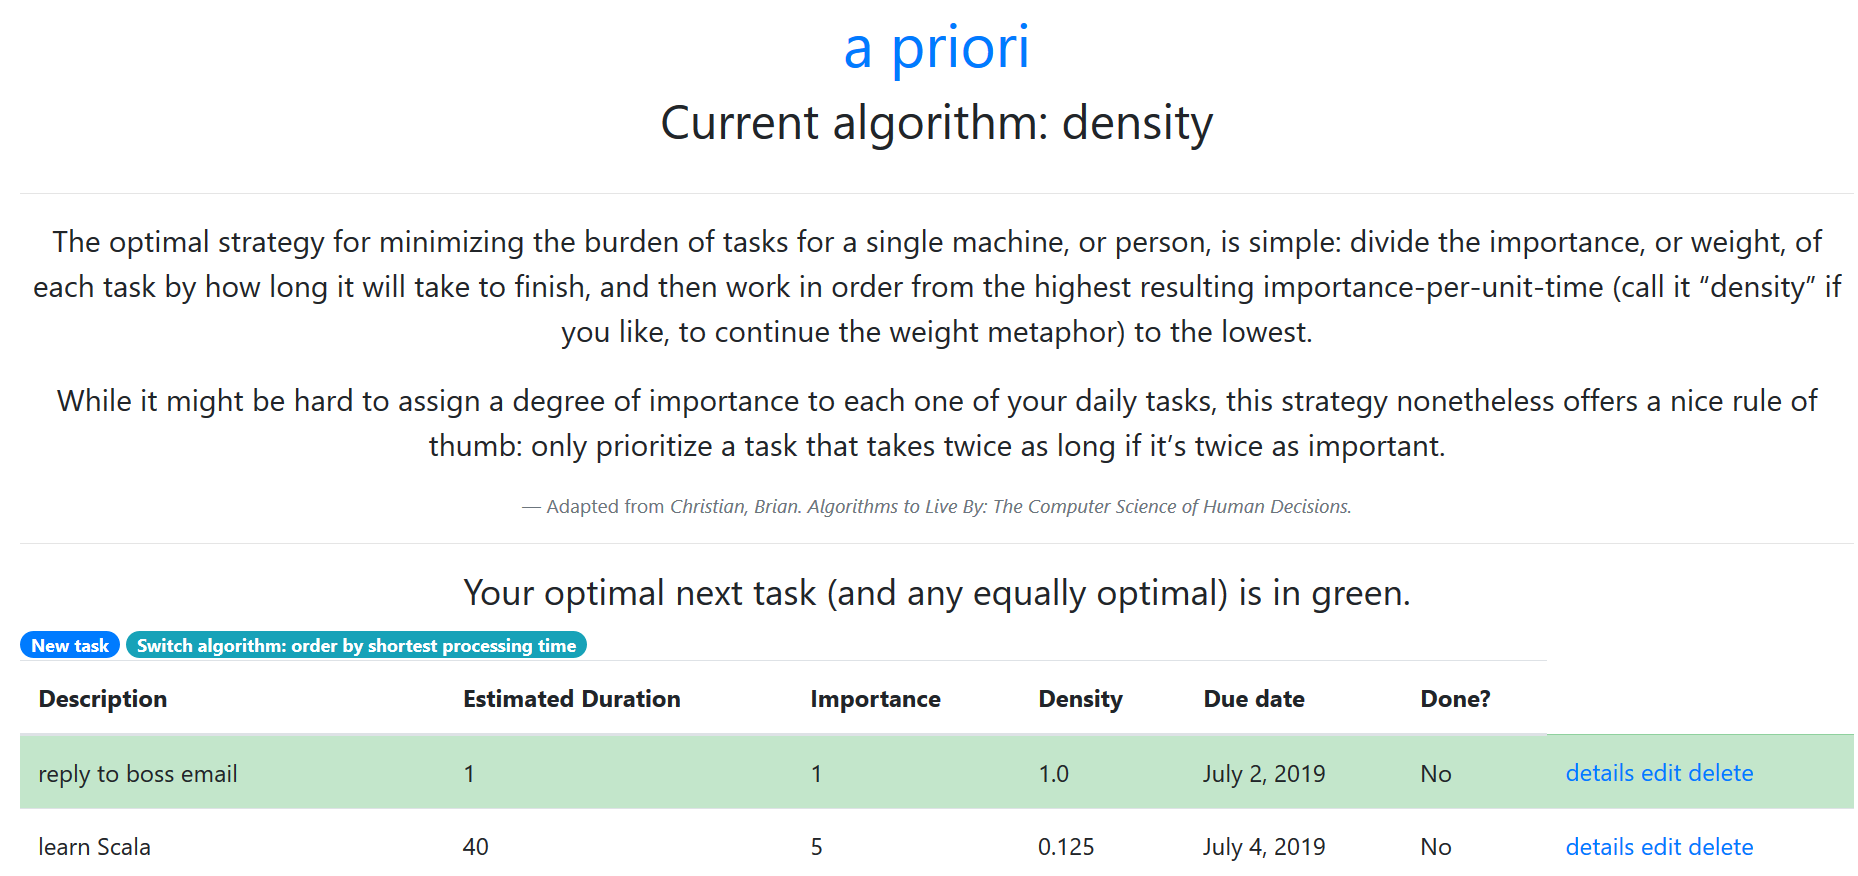 a priori
Current algorithm: density
The optimal strategy for minimizing the burden of tasks for a single machine, or person, is simple: divide the importance, or weight, of
each task by how long it will take to finish, and then work in order from the highest resulting importance-per-unit-time (call it “density” if
you like, to continue the weight metaphor) to the lowest.
While it might be hard to assign a degree of importance to each one of your daily tasks, this strategy nonetheless offers a nice rule of
thumb: only prioritize a task that takes twice as long if it’s twice as important.
— Adapted from Christian, Brian. Algorithms to Live By: The Computer Science of Human Decisions.
Your optimal next task (and any equally optimal) is in green.
New task Switch algorithm: order by shortest processing time
Description Estimated Duration Importance Density Due date Done?
reply to boss email 1 1 1.0 July 2, 2019 No details edit delete
learn Scala 40 5 0.125 July 4, 2019 No details edit delete